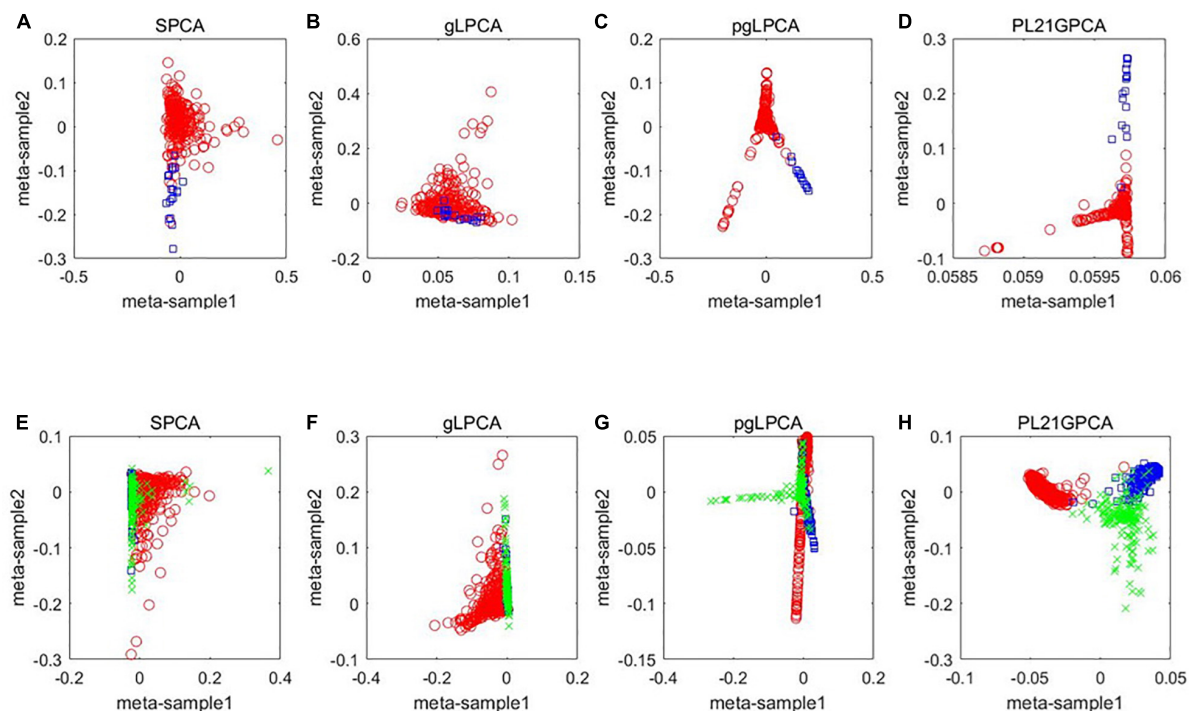 A SPCA
B gLPCA
C pgLPCA
D PL21GPCA
meta-sample2
0.2
0.1
0
-0.1
-0.2
-0.3
-0.5 0 0.5
meta-sample1
meta-sample2
0.6
0.4
0.2
0
-0.2
0 0.05 0.1 0.15
meta-sample1
meta-sample2
0.2
0.1
0
-0.1
-0.2
-0.3
-0.5 0 0.5
meta-sample1
meta-sample2
0.3
0.2
0.1
0
-0.1
0.0585 0.059 0.0595 0.06
meta-sample1
E SPCA
F gLPCA
G pgLPCA
H PL21GPCA
meta-sample2
0.1
0
-0.1
-0.2
-0.3
-0.2 0 0.2 0.4
meta-sample1
meta-sample2
0.3
0.2
0.1
0
-0.1
-0.4 -0.2 0 0.2
meta-sample1
meta-sample2
0.05
0
-0.05
-0.1
-0.15
-0.4 -0.2 0 0.2
meta-sample1
meta-sample2
0.1
0
-0.1
-0.2
-0.3
-0.1 -0.05 0 0.05
meta-sample1